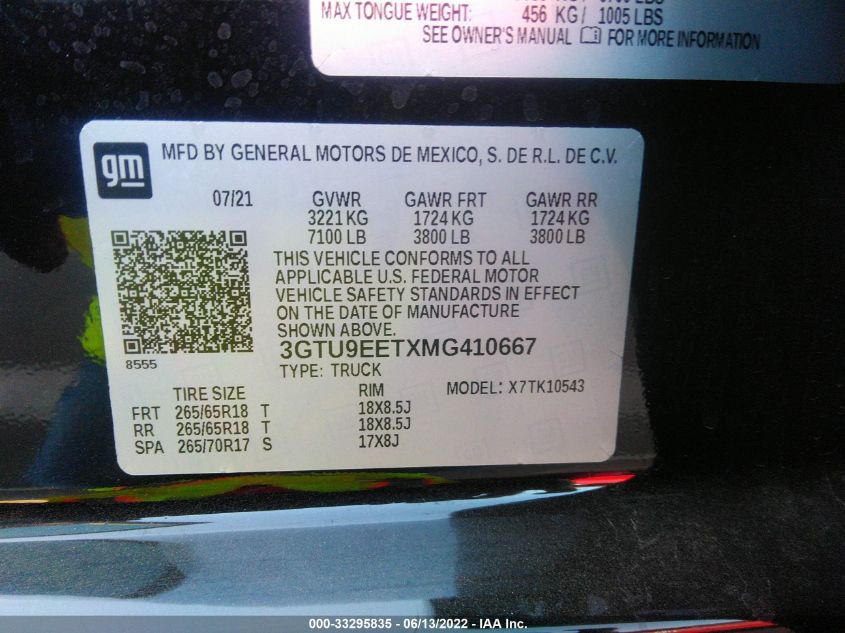 MAX TONGUE WEIGHT: 456 KG / 1005 LBS
SEE OWNER'S MANUAL FOR MORE INFORMATION
gm
MFD BY GENERAL MOTORS DE MEXICO, S. DE R.L. DE C.V.
07/21 GVWR GAWR FRT GAWR RR
3221 KG 1724 KG 1724 KG
7100 LB 3800 LB 3800 LB
THIS VEHICLE CONFORMS TO ALL
APPLICABLE U.S. FEDERAL MOTOR
VEHICLE SAFETY STANDARDS IN EFFECT
ON THE DATE OF MANUFACTURE
SHOWN ABOVE.
3GTU9EETXMG410667
8555
TYPE: TRUCK
MODEL: X7TK10543
TIRE SIZE RIM
FRT 265/65R18 T 18X8.5J
RR 265/65R18 T 18X8.5J
SPA 265/70R17 S 17X8J
000-33295835 - 06/13/2022 - IAA Inc.